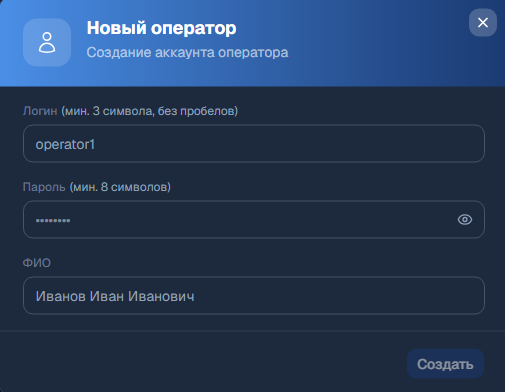 Новый оператор
Создание аккаунта оператора
Логин (мин. 3 символа, без пробелов)
operator1
Пароль (мин. 8 символов)
••••••••
ФИО
Иванов Иван Иванович
Создать